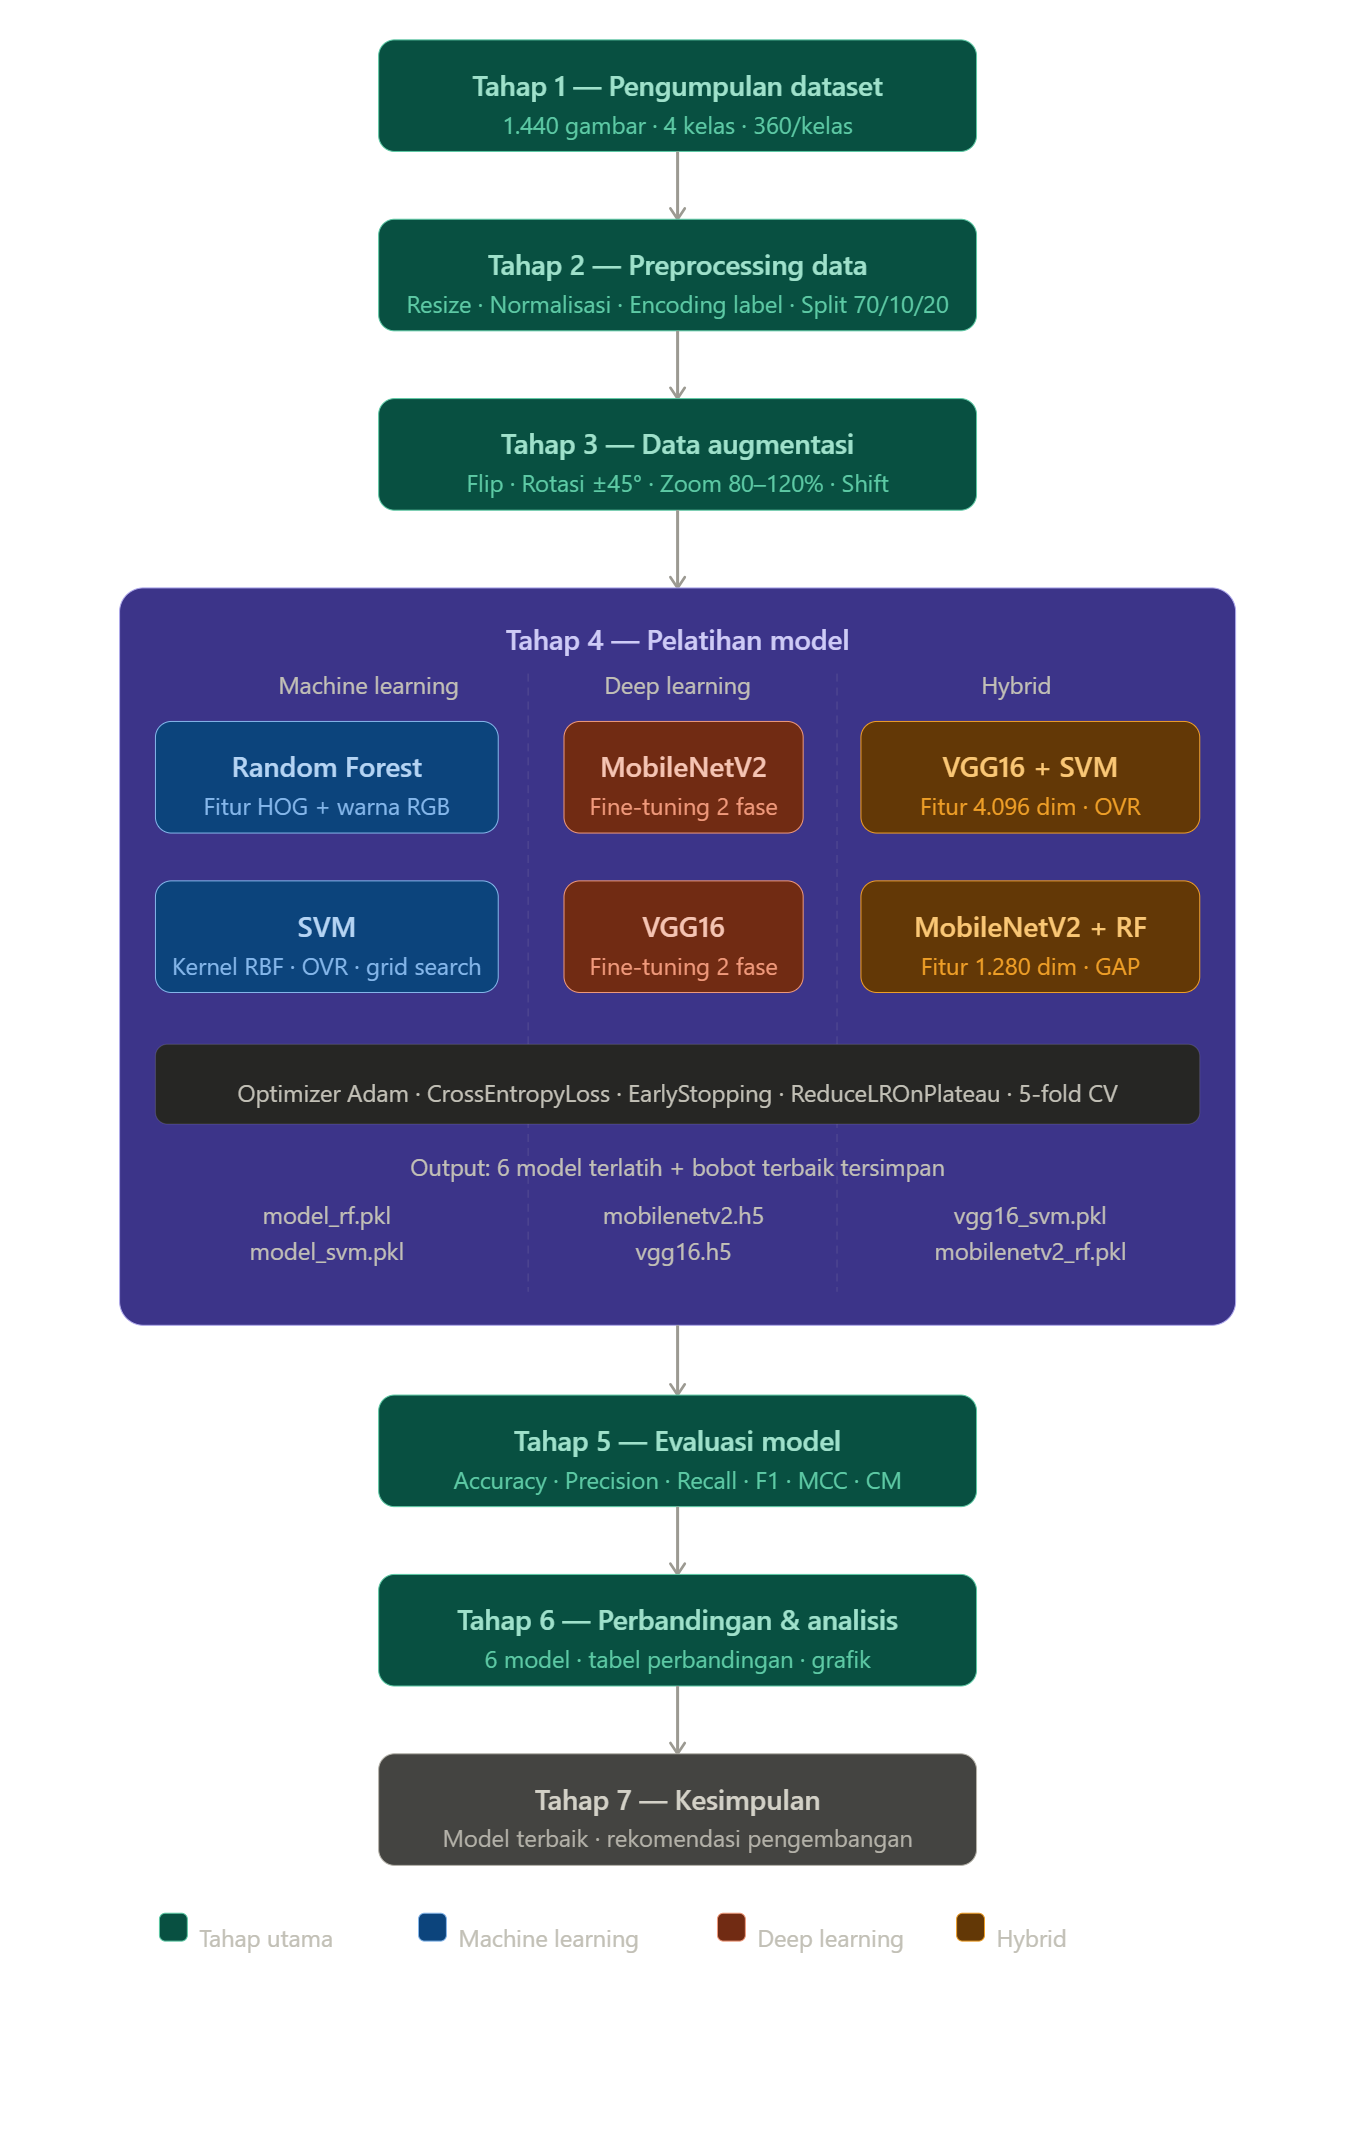 Tahap 1 — Pengumpulan dataset
1.440 gambar · 4 kelas · 360/kelas
Tahap 2 — Preprocessing data
Resize · Normalisasi · Encoding label · Split 70/10/20
Tahap 3 — Data augmentasi
Flip · Rotasi ±45° · Zoom 80–120% · Shift
Tahap 4 — Pelatihan model
Machine learning
Deep learning
Hybrid
Random Forest
Fitur HOG + warna RGB
MobileNetV2
Fine-tuning 2 fase
VGG16 + SVM
Fitur 4.096 dim · OVR
SVM
Kernel RBF · OVR · grid search
VGG16
Fine-tuning 2 fase
MobileNetV2 + RF
Fitur 1.280 dim · GAP
Optimizer Adam · CrossEntropyLoss · EarlyStopping · ReduceLROnPlateau · 5-fold CV
Output: 6 model terlatih + bobot terbaik tersimpan
model_rf.pkl
mobilenetv2.h5
vgg16_svm.pkl
model_svm.pkl
vgg16.h5
mobilenetv2_rf.pkl
Tahap 5 — Evaluasi model
Accuracy · Precision · Recall · F1 · MCC · CM
Tahap 6 — Perbandingan & analisis
6 model · tabel perbandingan · grafik
Tahap 7 — Kesimpulan
Model terbaik · rekomendasi pengembangan
Tahap utama
Machine learning
Deep learning
Hybrid